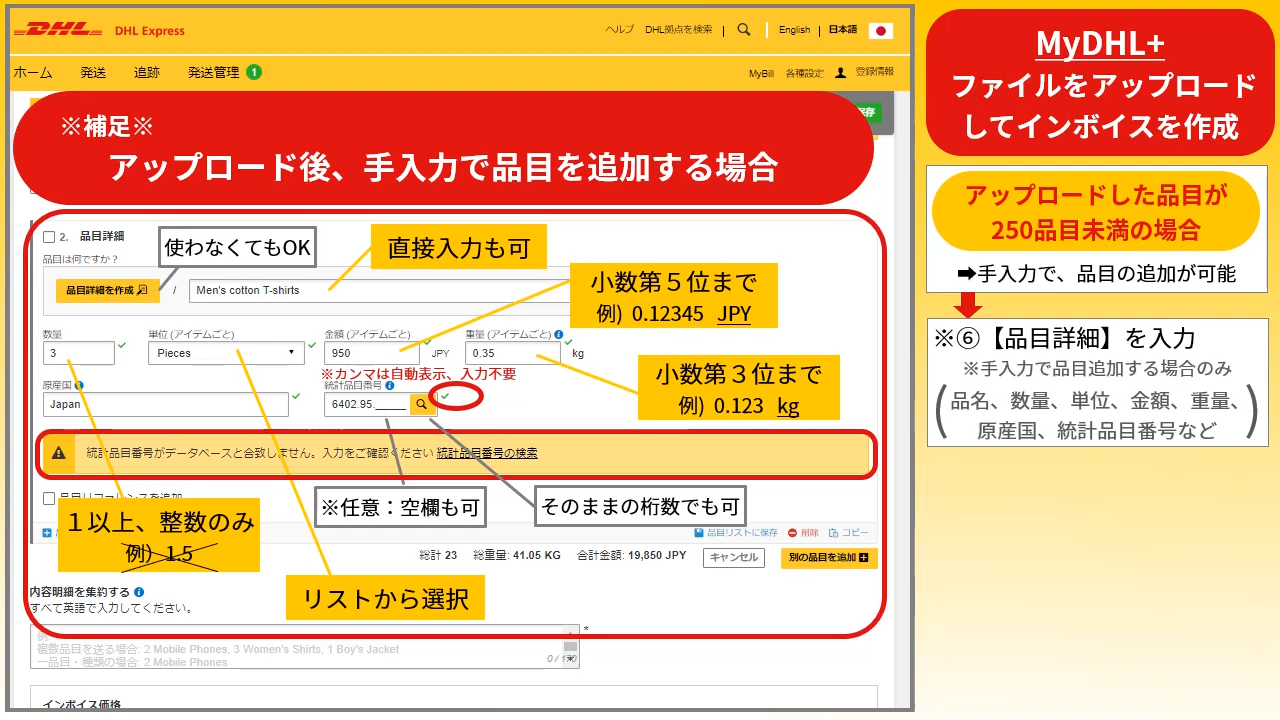 DHL
DHL Express
ヘルプ DHL拠点を検索 | English | 日本語
ホーム 発送 追跡 発送管理 1
MyBill 各種設定 登録情報
保存
※補足※
アップロード後、手入力で品目を追加する場合
2. 品目詳細
使わなくてもOK
直接入力も可
品目は何ですか？
品目詳細を作成 / Men's cotton T-shirts
小数第５位まで
例) 0.12345 JPY
数量 単位 (アイテムごと) 金額 (アイテムごと) 重量 (アイテムごと)
3 Pieces 950 JPY 0.35 kg
※カンマは自動表示、入力不要
小数第３位まで
例) 0.123 kg
原産国 統計品目番号
Japan 6402.95.______
統計品目番号がデータベースと合致しません。入力をご確認ください 統計品目番号の検索
品目リファレンスを追加
※任意：空欄も可
そのままの桁数でも可
１以上、整数のみ
例) 1.5
品目リストに保存 削除 コピー
総計 23 総重量: 41.05 KG 合計金額: 19,850 JPY キャンセル 別の品目を追加
リストから選択
内容明細を集約する
すべて英語で入力してください。
例:
複数品目を送る場合: 2 Mobile Phones, 3 Women's Shirts, 1 Boy's Jacket
一品目・種類の場合: 2 Mobile Phones
*
インボイス価格
MyDHL+
ファイルをアップロード
してインボイスを作成
アップロードした品目が
250品目未満の場合
➡手入力で、品目の追加が可能
※⑥【品目詳細】を入力
※手入力で品目追加する場合のみ
(品名、数量、単位、金額、重量、
原産国、統計品目番号など)